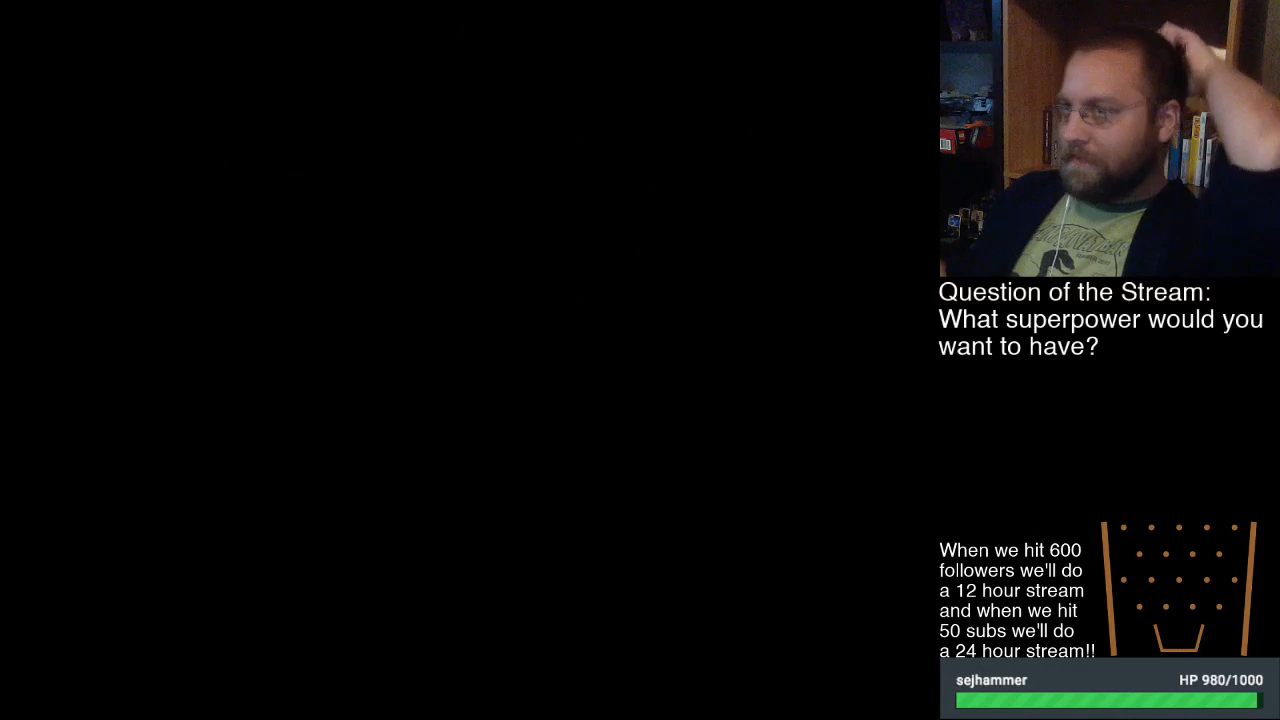 Question of the Stream:
What superpower would you
want to have?
When we hit 600
followers we'll do
a 12 hour stream
and when we hit
50 subs we'll do
a 24 hour stream!!
sejhammer HP 980/1000